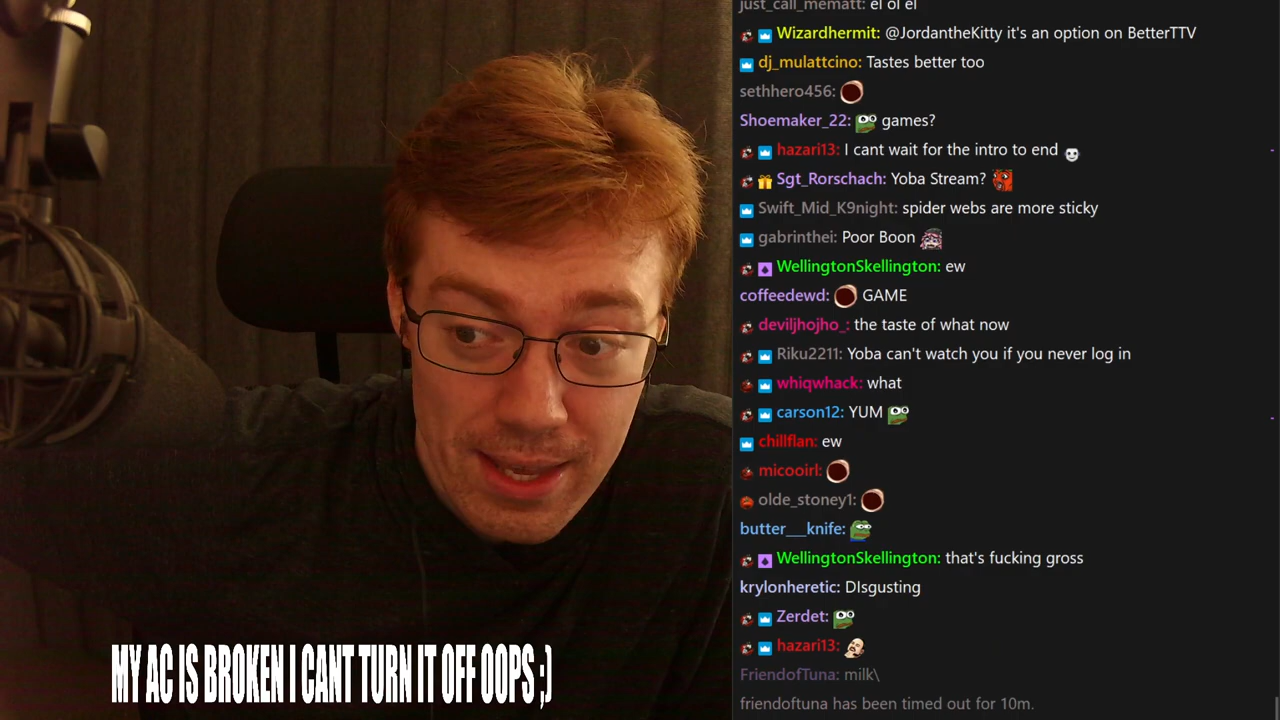 just_call_mematt: el ol el
Wizardhermit: @JordantheKitty it's an option on BetterTTV
dj_mulattcino: Tastes better too
sethhero456:
Shoemaker_22: games?
hazari13: I cant wait for the intro to end
Sgt_Rorschach: Yoba Stream?
Swift_Mid_K9night: spider webs are more sticky
gabrinthei: Poor Boon
WellingtonSkellington: ew
coffeedewd: GAME
deviljhojho_: the taste of what now
Riku2211: Yoba can't watch you if you never log in
whiqwhack: what
carson12: YUM
chillflan: ew
micooirl:
olde_stoney1:
butter___knife:
WellingtonSkellington: that's fucking gross
krylonheretic: DIsgusting
Zerdet:
hazari13:
FriendofTuna: milk\
friendoftuna has been timed out for 10m.
MY AC IS BROKEN I CANT TURN IT OFF OOPS ;)